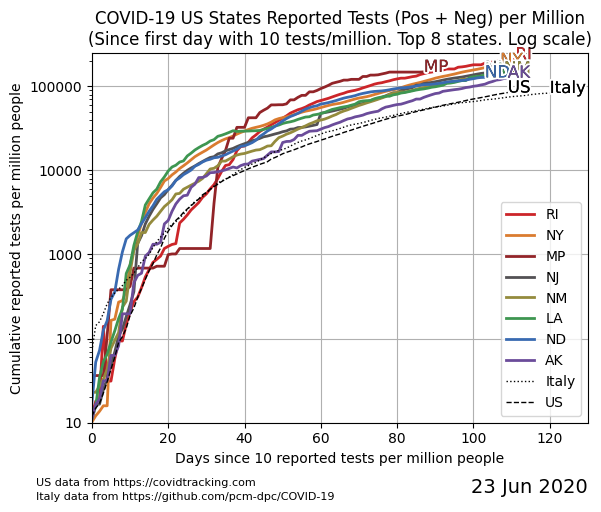 COVID-19 US States Reported Tests (Pos + Neg) per Million
(Since first day with 10 tests/million. Top 8 states. Log scale)
Cumulative reported tests per million people
100000
10000
1000
100
10
MP
RI
NY
ND
AK
US
Italy
RI
NY
MP
NJ
NM
LA
ND
AK
Italy
US
0
20
40
60
80
100
120
Days since 10 reported tests per million people
US data from https://covidtracking.com
Italy data from https://github.com/pcm-dpc/COVID-19
23 Jun 2020